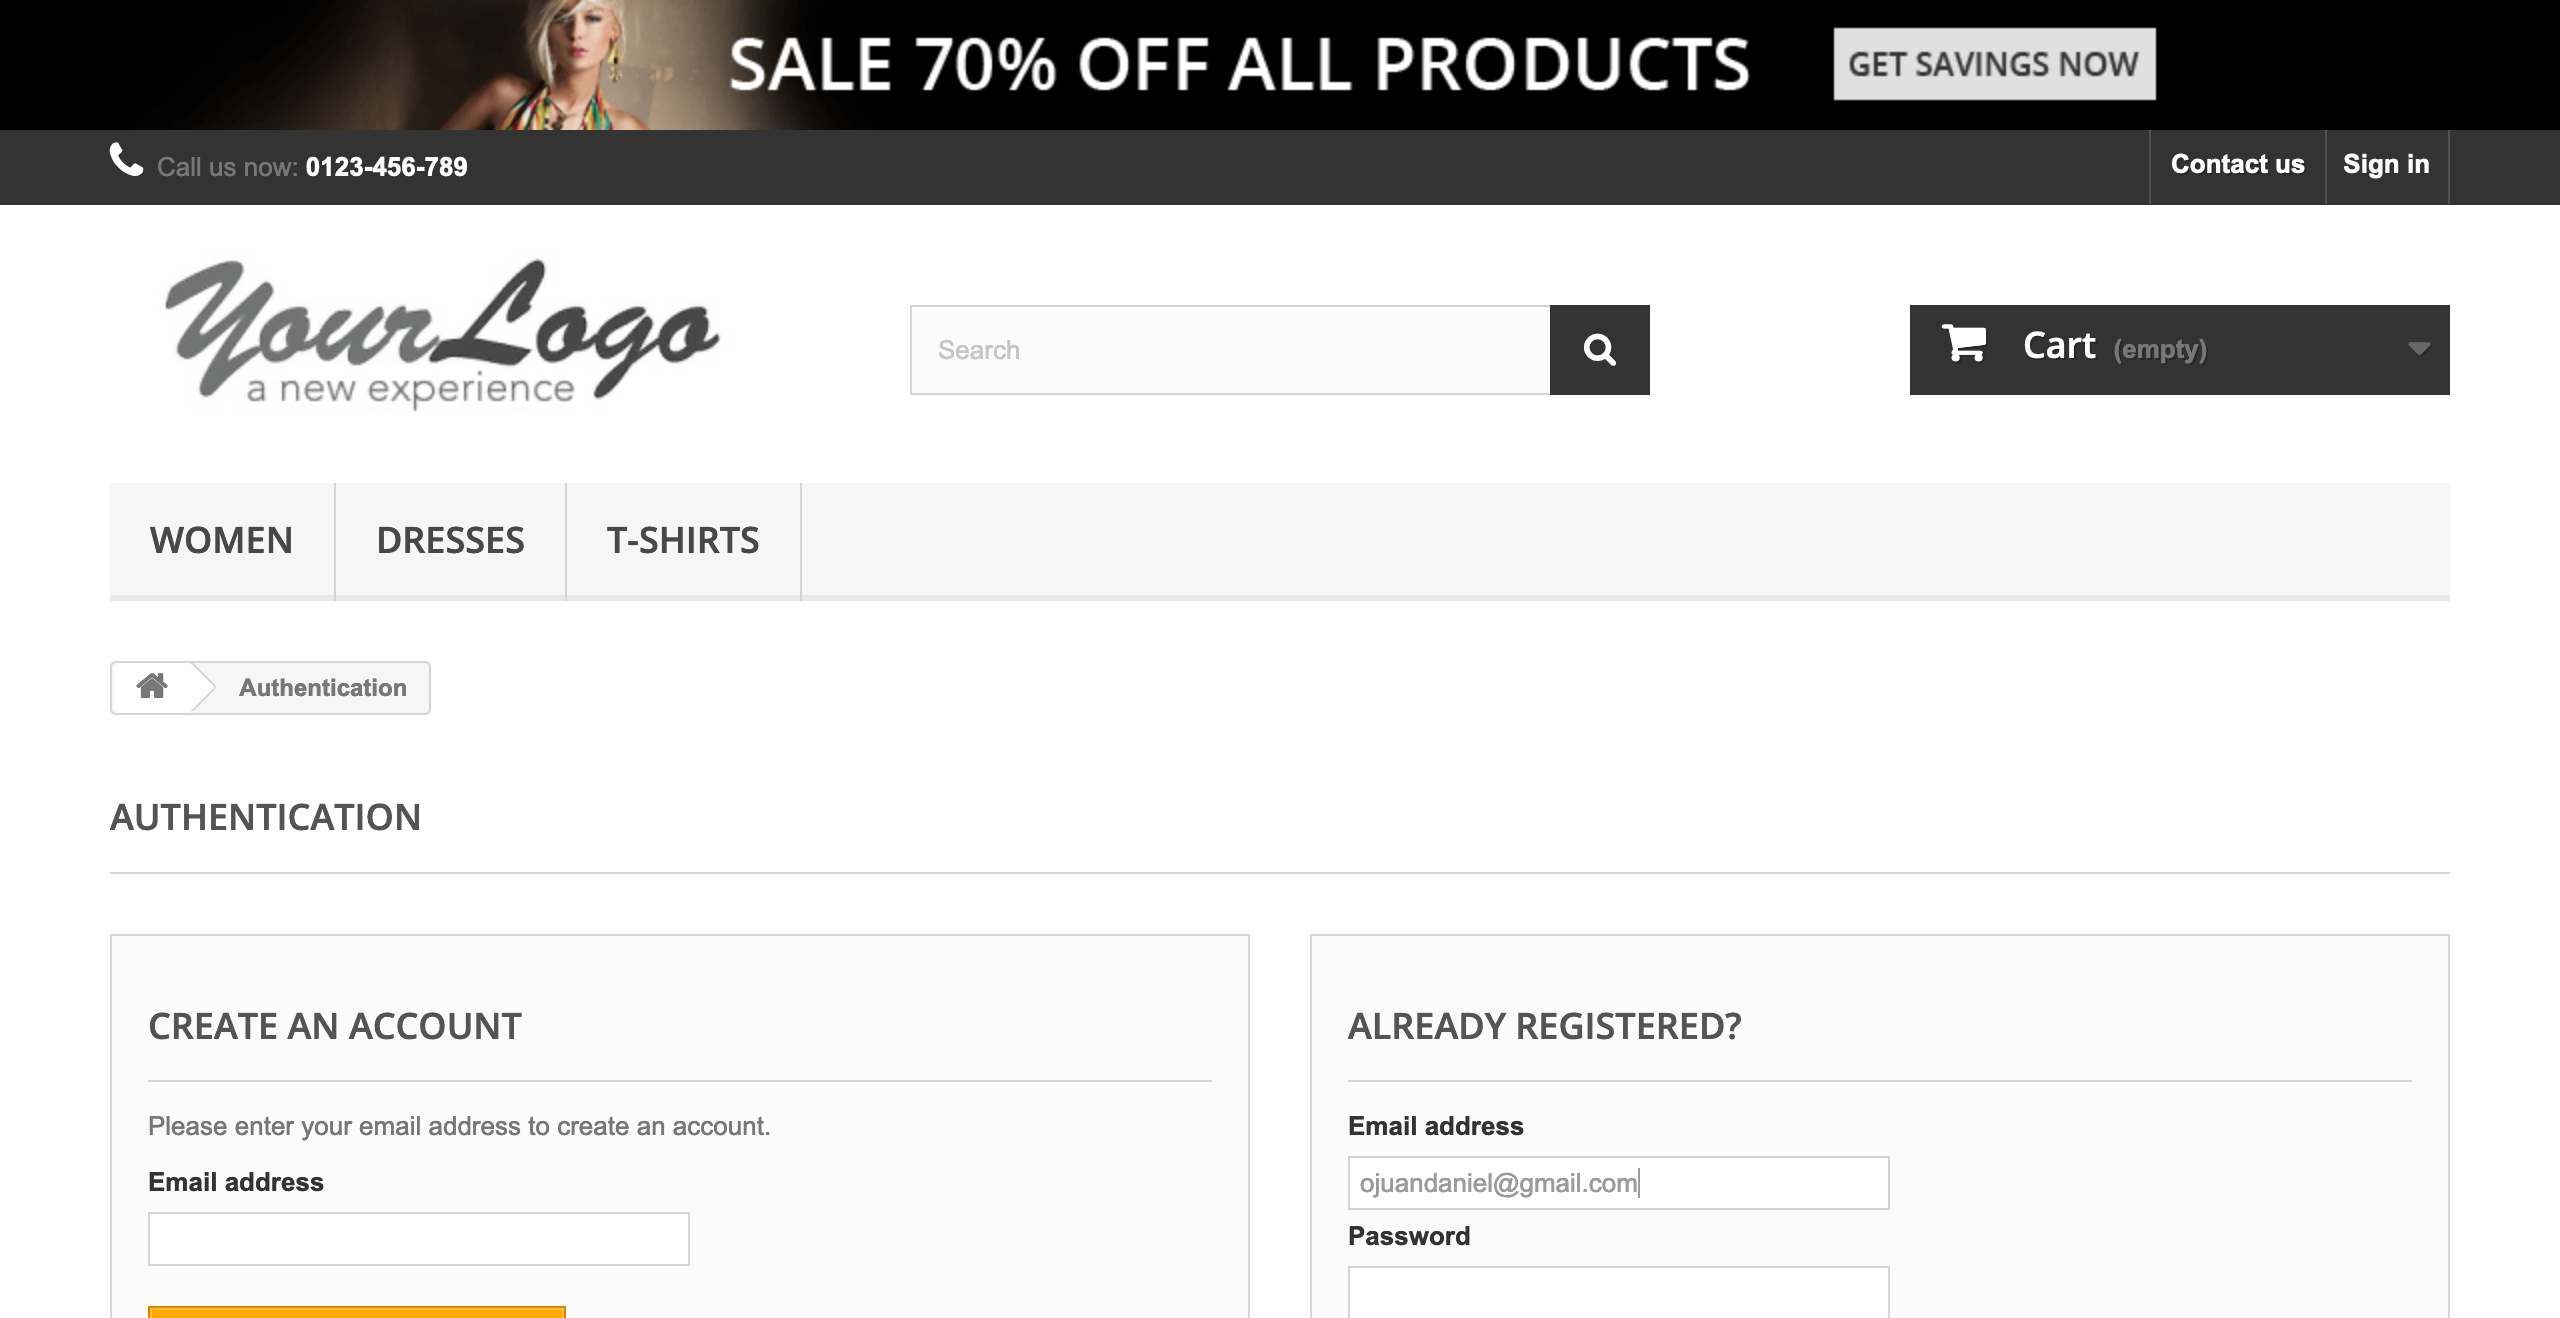 SALE 70% OFF ALL PRODUCTS
GET SAVINGS NOW
Call us now: 0123-456-789
Contact us
Sign in
YourLogo
a new experience
Search
Cart (empty)
WOMEN
DRESSES
T-SHIRTS
Authentication
AUTHENTICATION
CREATE AN ACCOUNT
Please enter your email address to create an account.
Email address
ALREADY REGISTERED?
Email address
ojuandaniel@gmail.com
Password